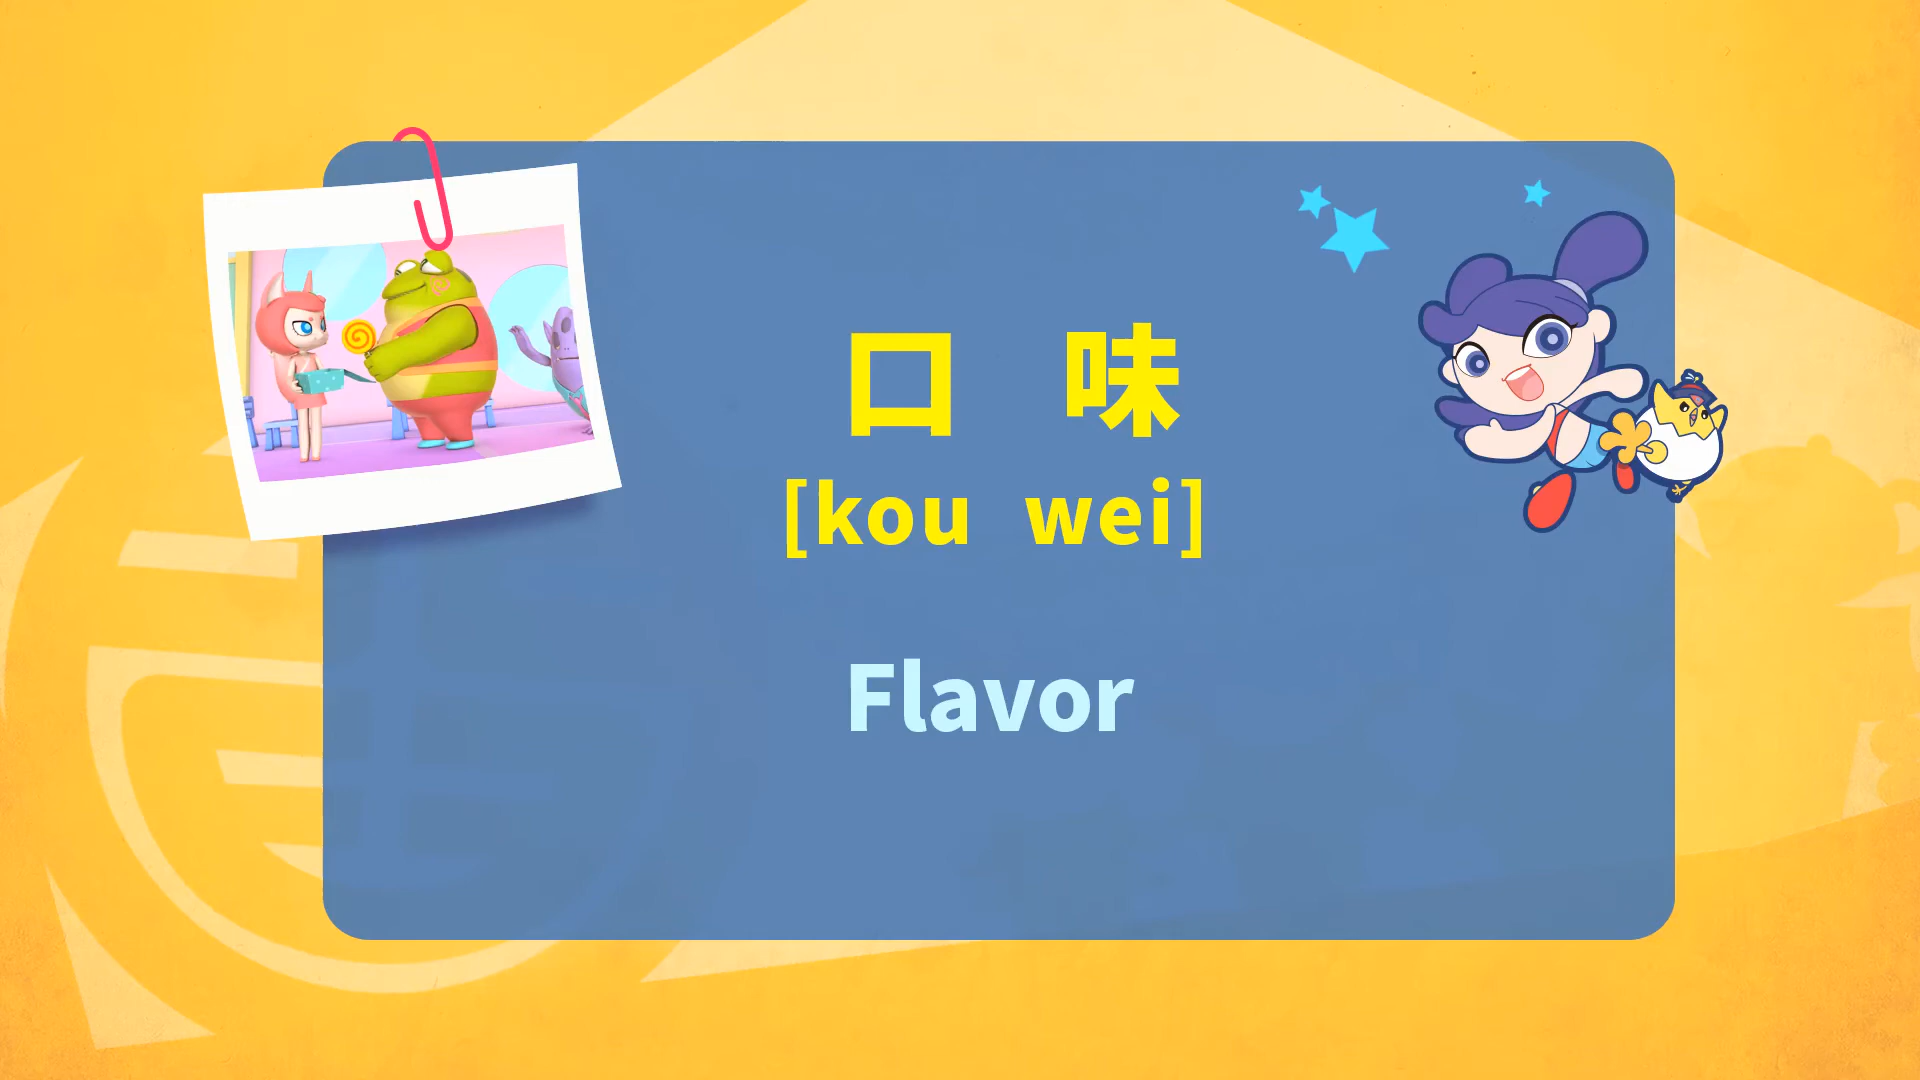 口 味
[kou wei]
Flavor